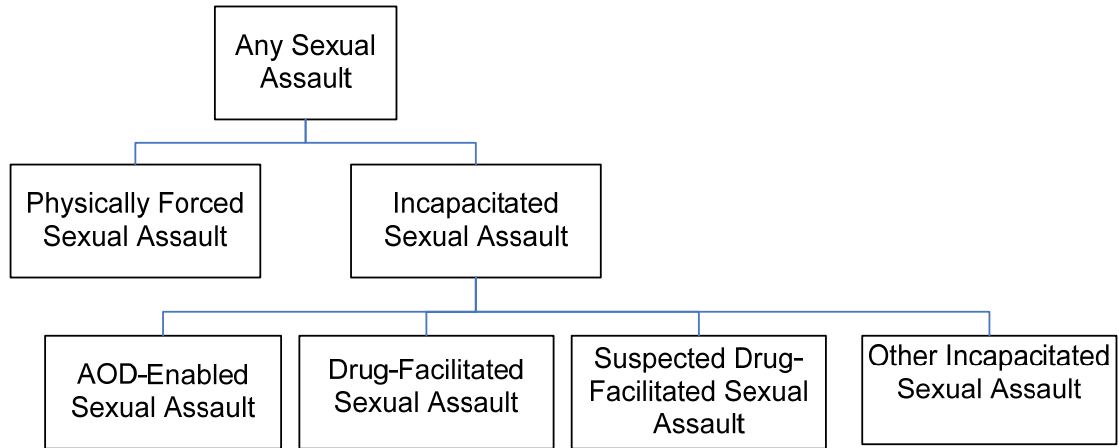 Any Sexual
Assault
Physically Forced
Sexual Assault
Incapacitated
Sexual Assault
AOD-Enabled
Sexual Assault
Drug-Facilitated
Sexual Assault
Suspected Drug-
Facilitated Sexual
Assault
Other Incapacitated
Sexual Assault